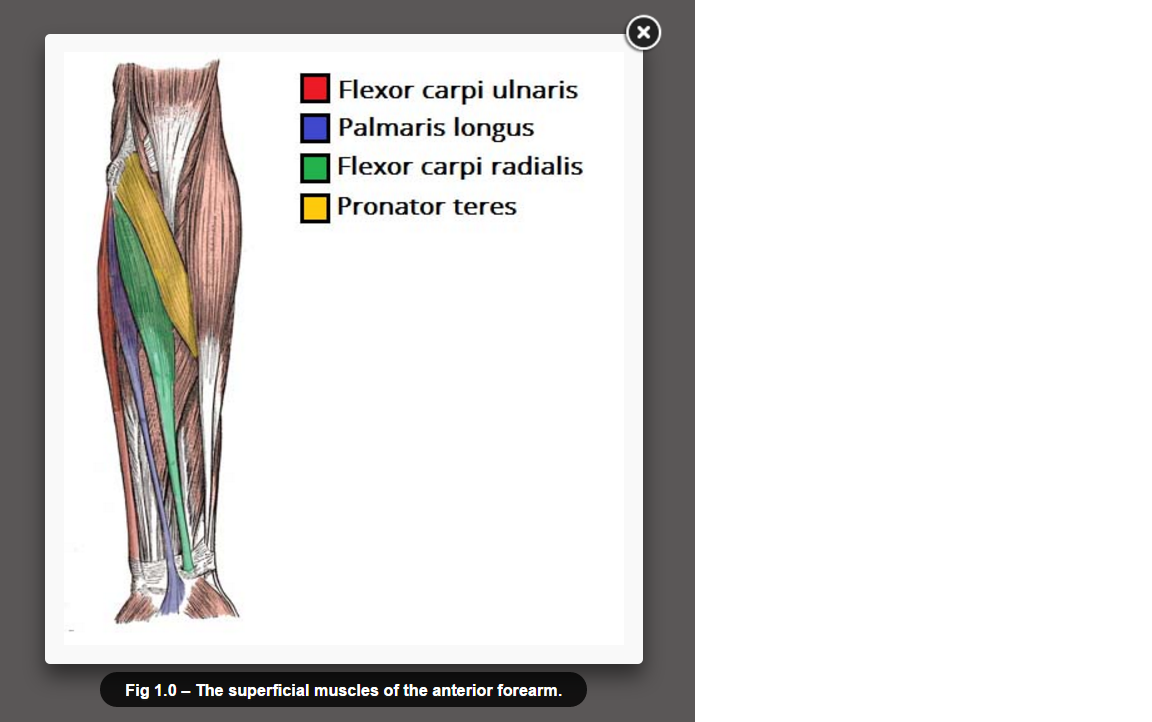 Flexor carpi ulnaris
Palmaris longus
Flexor carpi radialis
Pronator teres
Fig 1.0 – The superficial muscles of the anterior forearm.